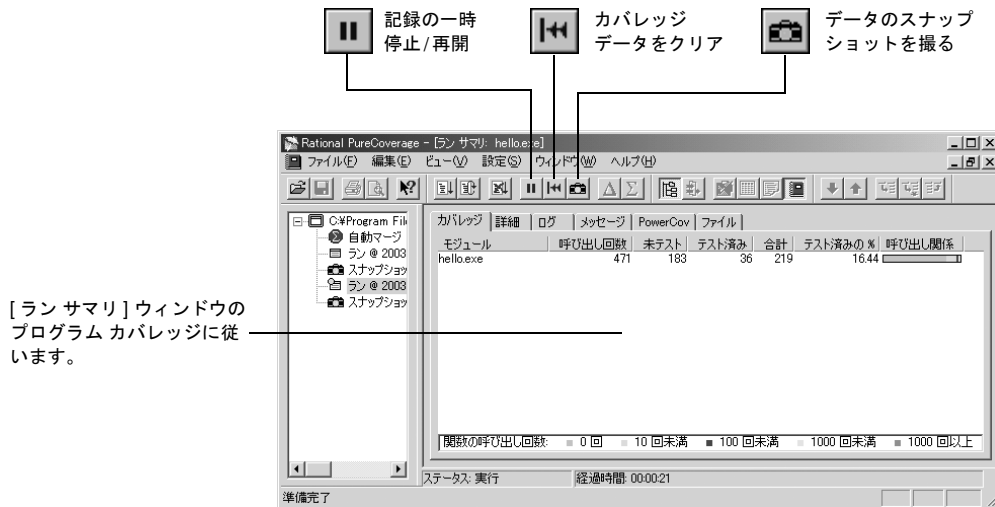 記録の一時
停止/再開
カバレッジ
データをクリア
データのスナップ
ショットを撮る
Rational PureCoverage - [ラン サマリ: hello.exe]
ファイル(F) 編集(E) ビュー(V) 設定(S) ウィンドウ(W) ヘルプ(H)
C:¥Program Fil
自動マージ
ラン @ 2003
スナップショッ
ラン @ 2003
スナップショッ
カバレッジ 詳細 ログ メッセージ PowerCov ファイル
モジュール 呼び出し回数 未テスト テスト済み 合計 テスト済みの % 呼び出し関係
hello.exe 471 183 36 219 16.44
[ラン サマリ] ウィンドウの
プログラム カバレッジに従
います。
関数の呼び出し回数: 0 回 10 回未満 100 回未満 1000 回未満 1000 回以上
ステータス: 実行 経過時間: 00:00:21
準備完了